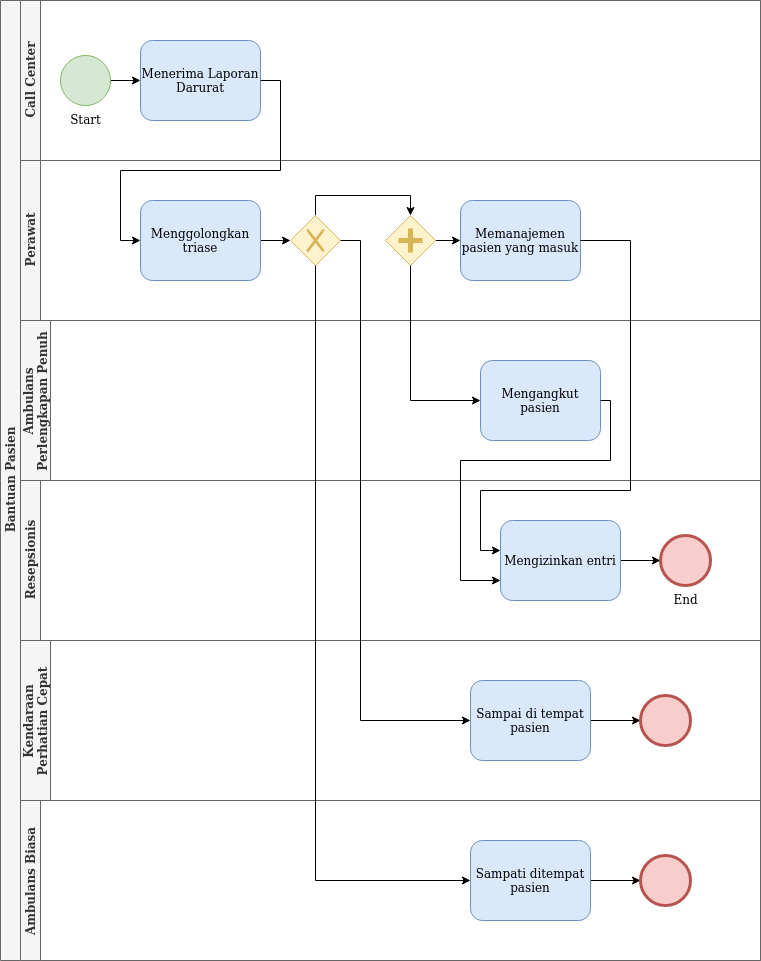 Bantuan Pasien
Call Center
Start
Menerima Laporan
Darurat
Perawat
Menggolongkan
triase
Memanajemen
pasien yang masuk
Ambulans
Perlengkapan Penuh
Mengangkut
pasien
Resepsionis
Mengizinkan entri
End
Kendaraan
Perhatian Cepat
Sampai di tempat
pasien
Ambulans Biasa
Sampati ditempat
pasien